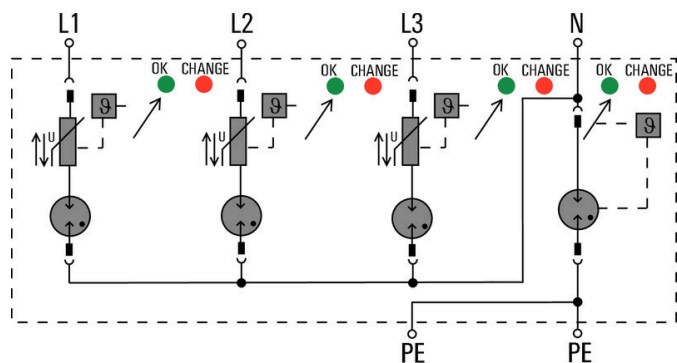 L1 L2 L3 N
OK CHANGE OK CHANGE OK CHANGE OK CHANGE
ϑ ϑ ϑ ϑ
U U U
PE PE